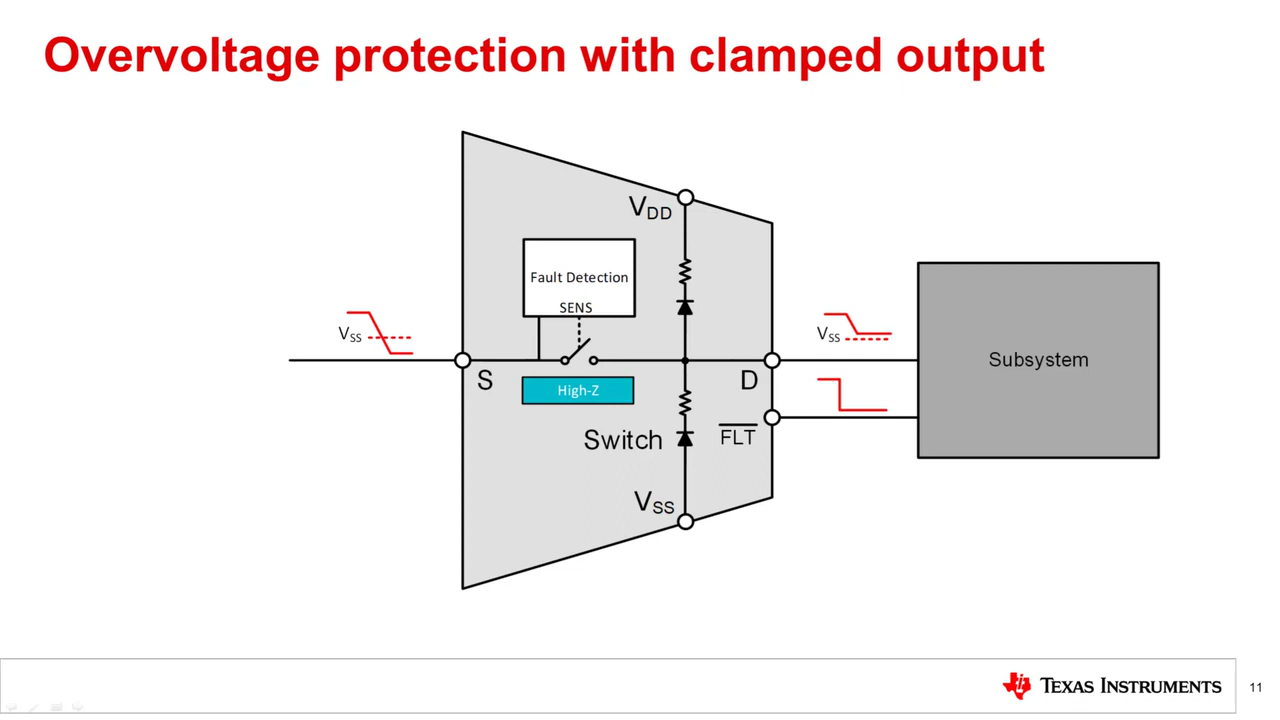 Overvoltage protection with clamped output
VDD
Fault Detection
SENS
VSS
VSS
Subsystem
S
D
High-Z
Switch
FLT
VSS
TEXAS INSTRUMENTS
11